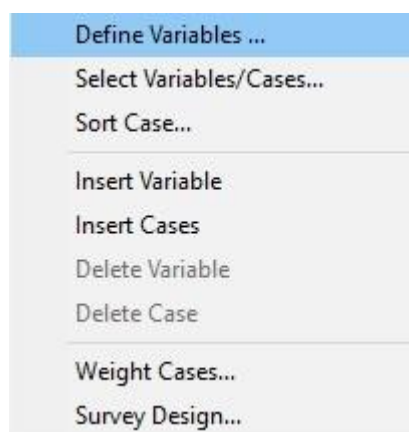 Define Variables ...
Select Variables/Cases...
Sort Case...
Insert Variable
Insert Cases
Delete Variable
Delete Case
Weight Cases...
Survey Design...